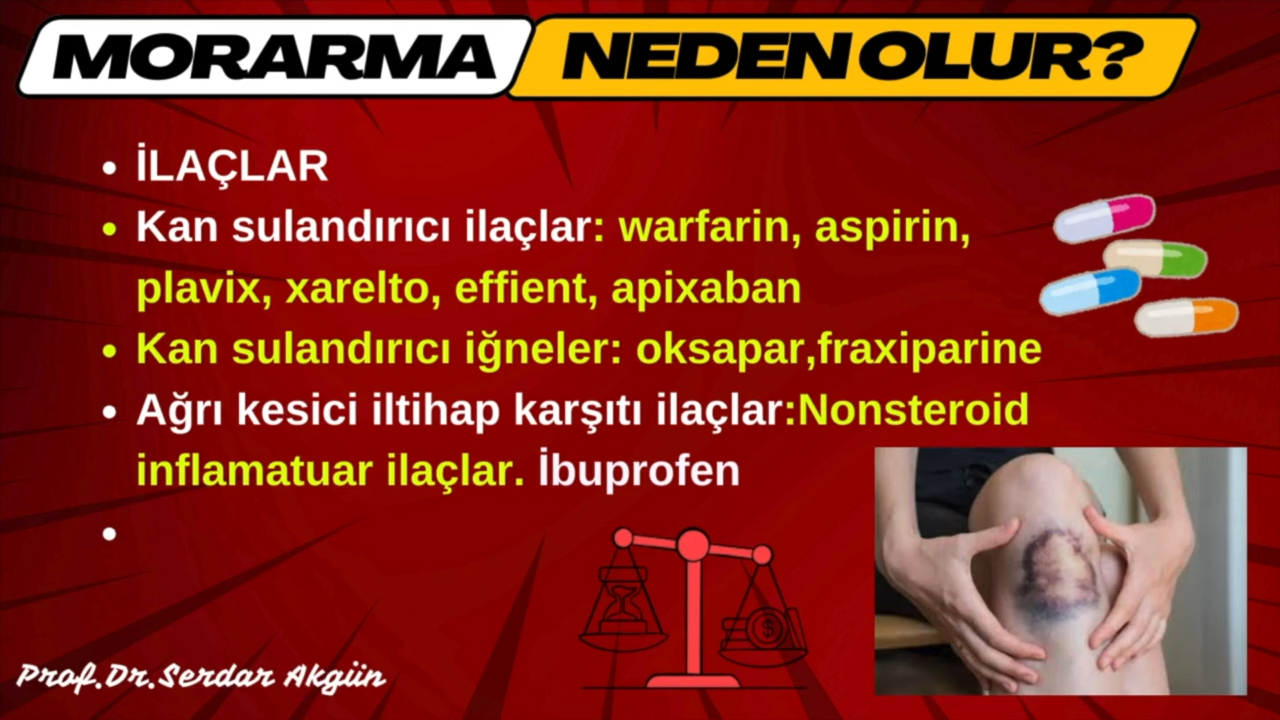 MORARMA NEDEN OLUR?
• İLAÇLAR
• Kan sulandırıcı ilaçlar: warfarin, aspirin,
plavix, xarelto, effient, apixaban
• Kan sulandırıcı iğneler: oksapar,fraxiparine
• Ağrı kesici iltihap karşıtı ilaçlar:Nonsteroid
inflamatuar ilaçlar. İbuprofen
•
Prof.Dr.Serdar Akgün